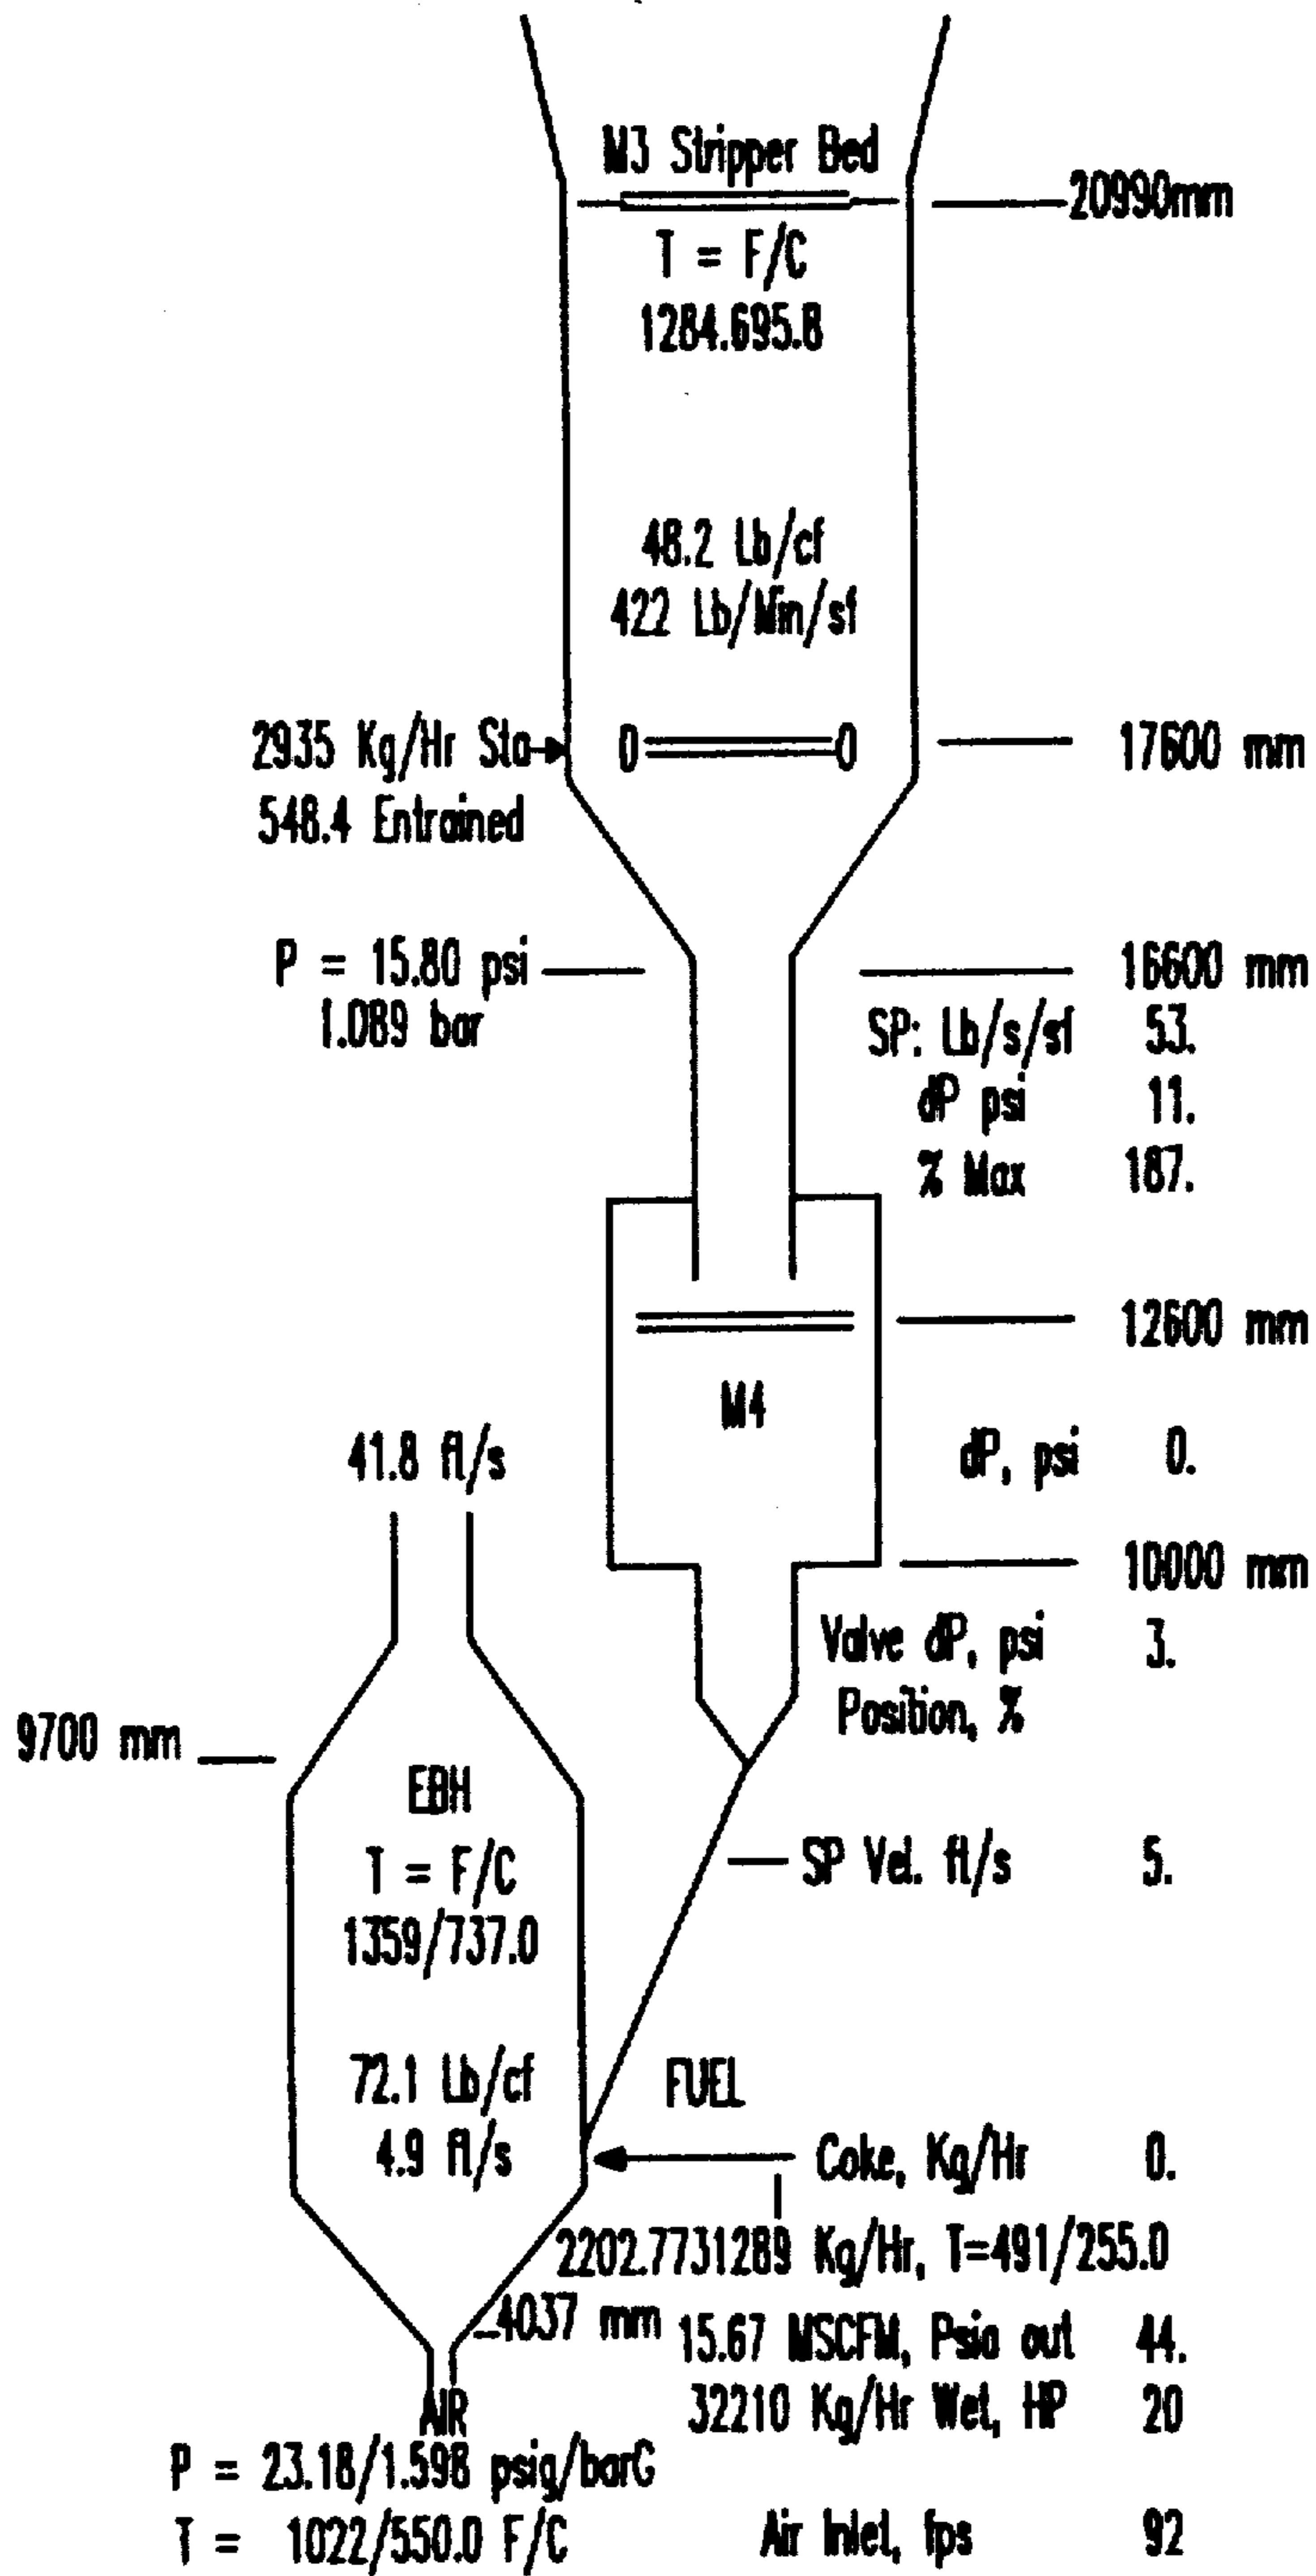 M3 Stripper Bed
20990mm
T = F/C
1284.695.8
48.2 Lb/cf
422 Lb/Min/sf
2935 Kg/Hr Sta
17600 mm
548.4 Entrained
P = 15.80 psi
16600 mm
1.089 bar
SP: Lb/s/sf 53.
dP psi 11.
% Max 187.
12600 mm
M4
41.8 ft/s
dP, psi 0.
10000 mm
Valve dP, psi 3.
Position, %
9700 mm
EBH
T = F/C
SP Vel. ft/s 5.
1359/737.0
72.1 Lb/cf
FUEL
4.9 ft/s
Coke, Kg/Hr 0.
2202.7731289 Kg/Hr, T=491/255.0
4037 mm
15.67 MSCFM, Psia out 44.
AIR
32210 Kg/Hr Wet, HP 20
P = 23.18/1.598 psig/barG
T = 1022/550.0 F/C
Air Inlet, fps 92